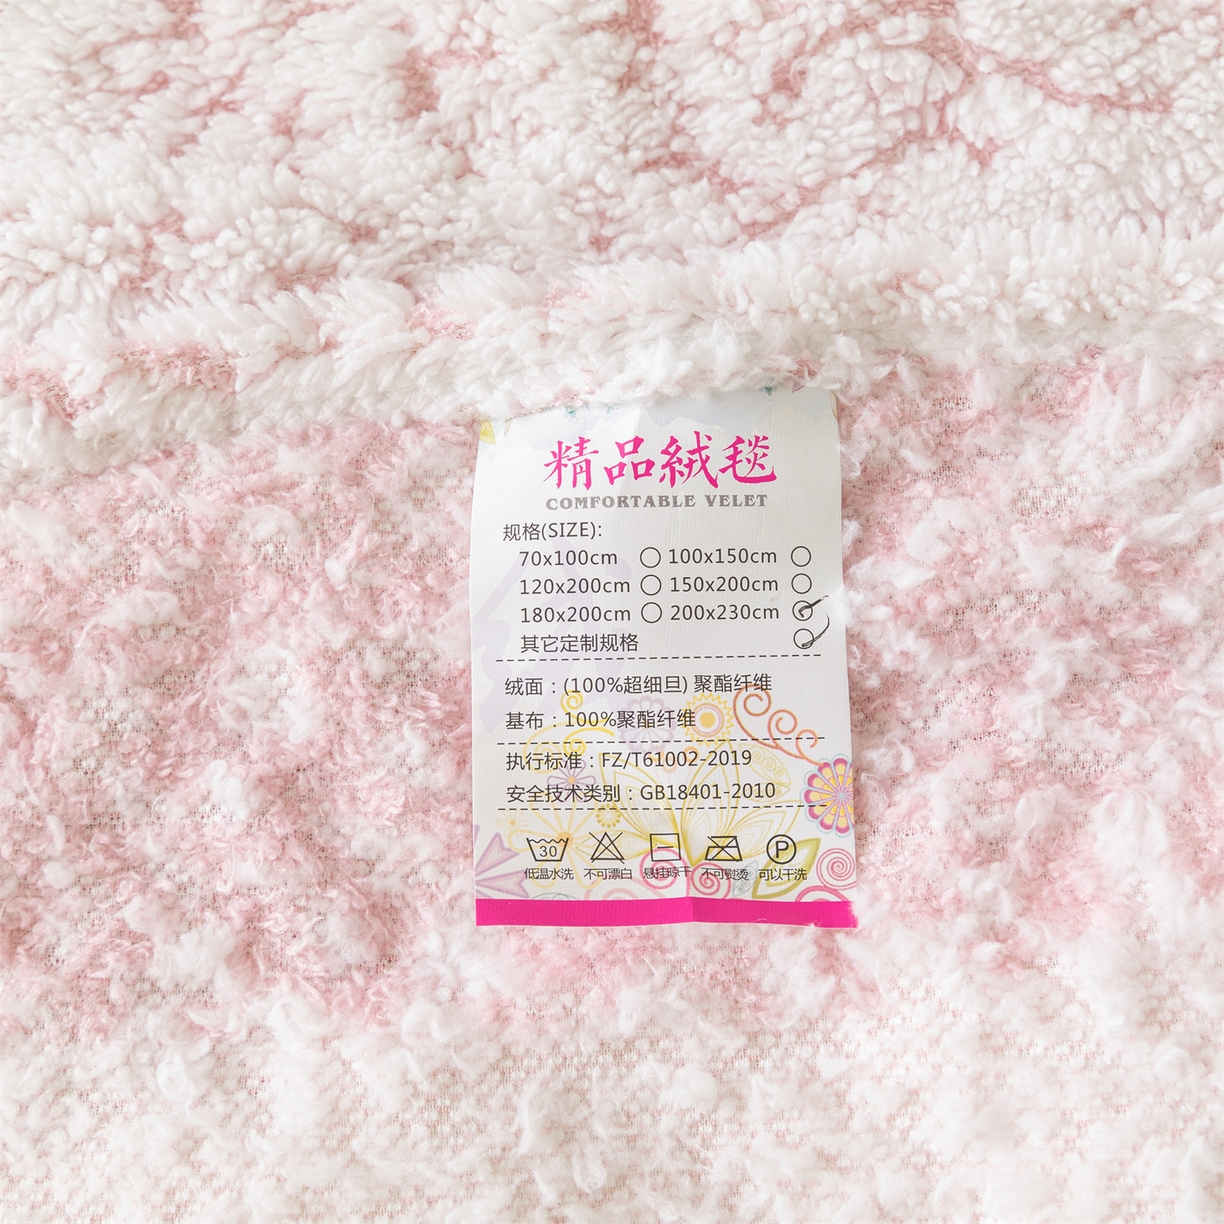 精品絨毯
COMFORTABLE VELET
规格(SIZE):
70x100cm ○ 100x150cm ○
120x200cm ○ 150x200cm ○
180x200cm ○ 200x230cm ○
其它定制规格 ○
绒面：(100%超细旦) 聚酯纤维
基布：100%聚酯纤维
执行标准：FZ/T61002-2019
安全技术类别：GB18401-2010
30 P
低温水洗 不可漂白 悬挂晾干 不可熨烫 可以干洗